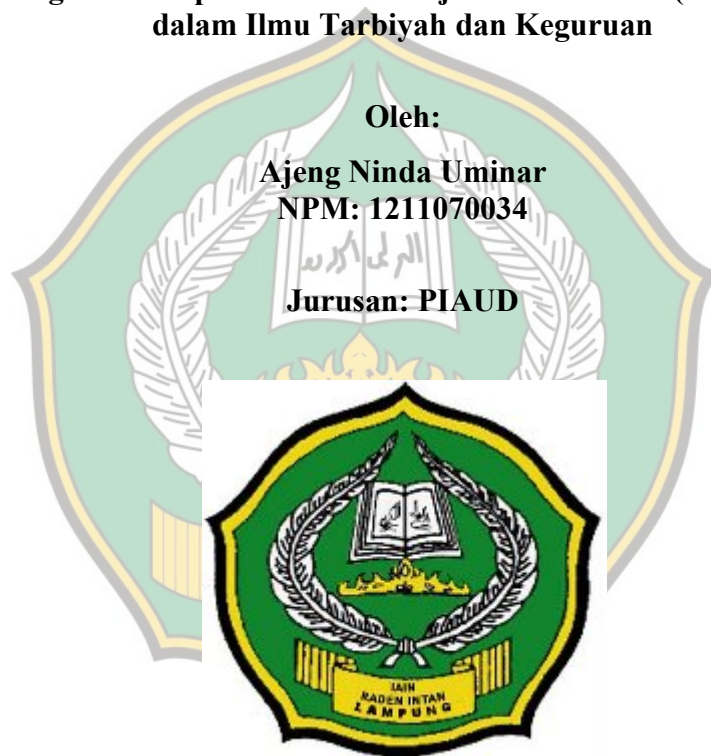 dalam Ilmu Tarbiyah dan Keguruan
Oleh:
Ajeng Ninda Uminar
NPM: 1211070034
Jurusan: PIAUD
IAIN
RADEN INTAN
LAMPUNG